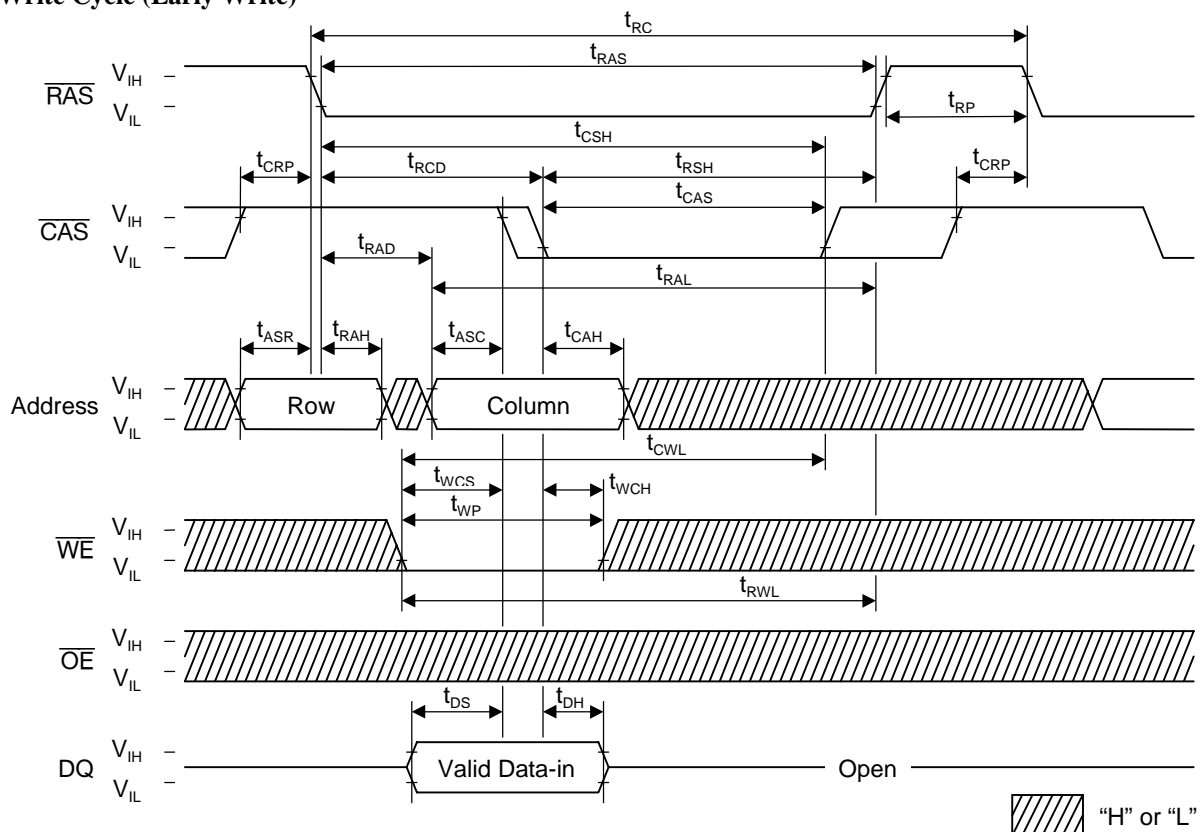 Write Cycle (Early Write)
tRC
VIH
RAS
VIL
tRAS
tRP
tCSH
tCRP
tRCD
tRSH
tCRP
VIH
CAS
VIL
tCAS
tRAD
tRAL
tASR
tRAH
tASC
tCAH
VIH
Address
VIL
Row
Column
tCWL
tWCS
tWCH
tWP
VIH
WE
VIL
tRWL
VIH
OE
VIL
tDS
tDH
VIH
DQ
VIL
Valid Data-in
Open
“H” or “L”